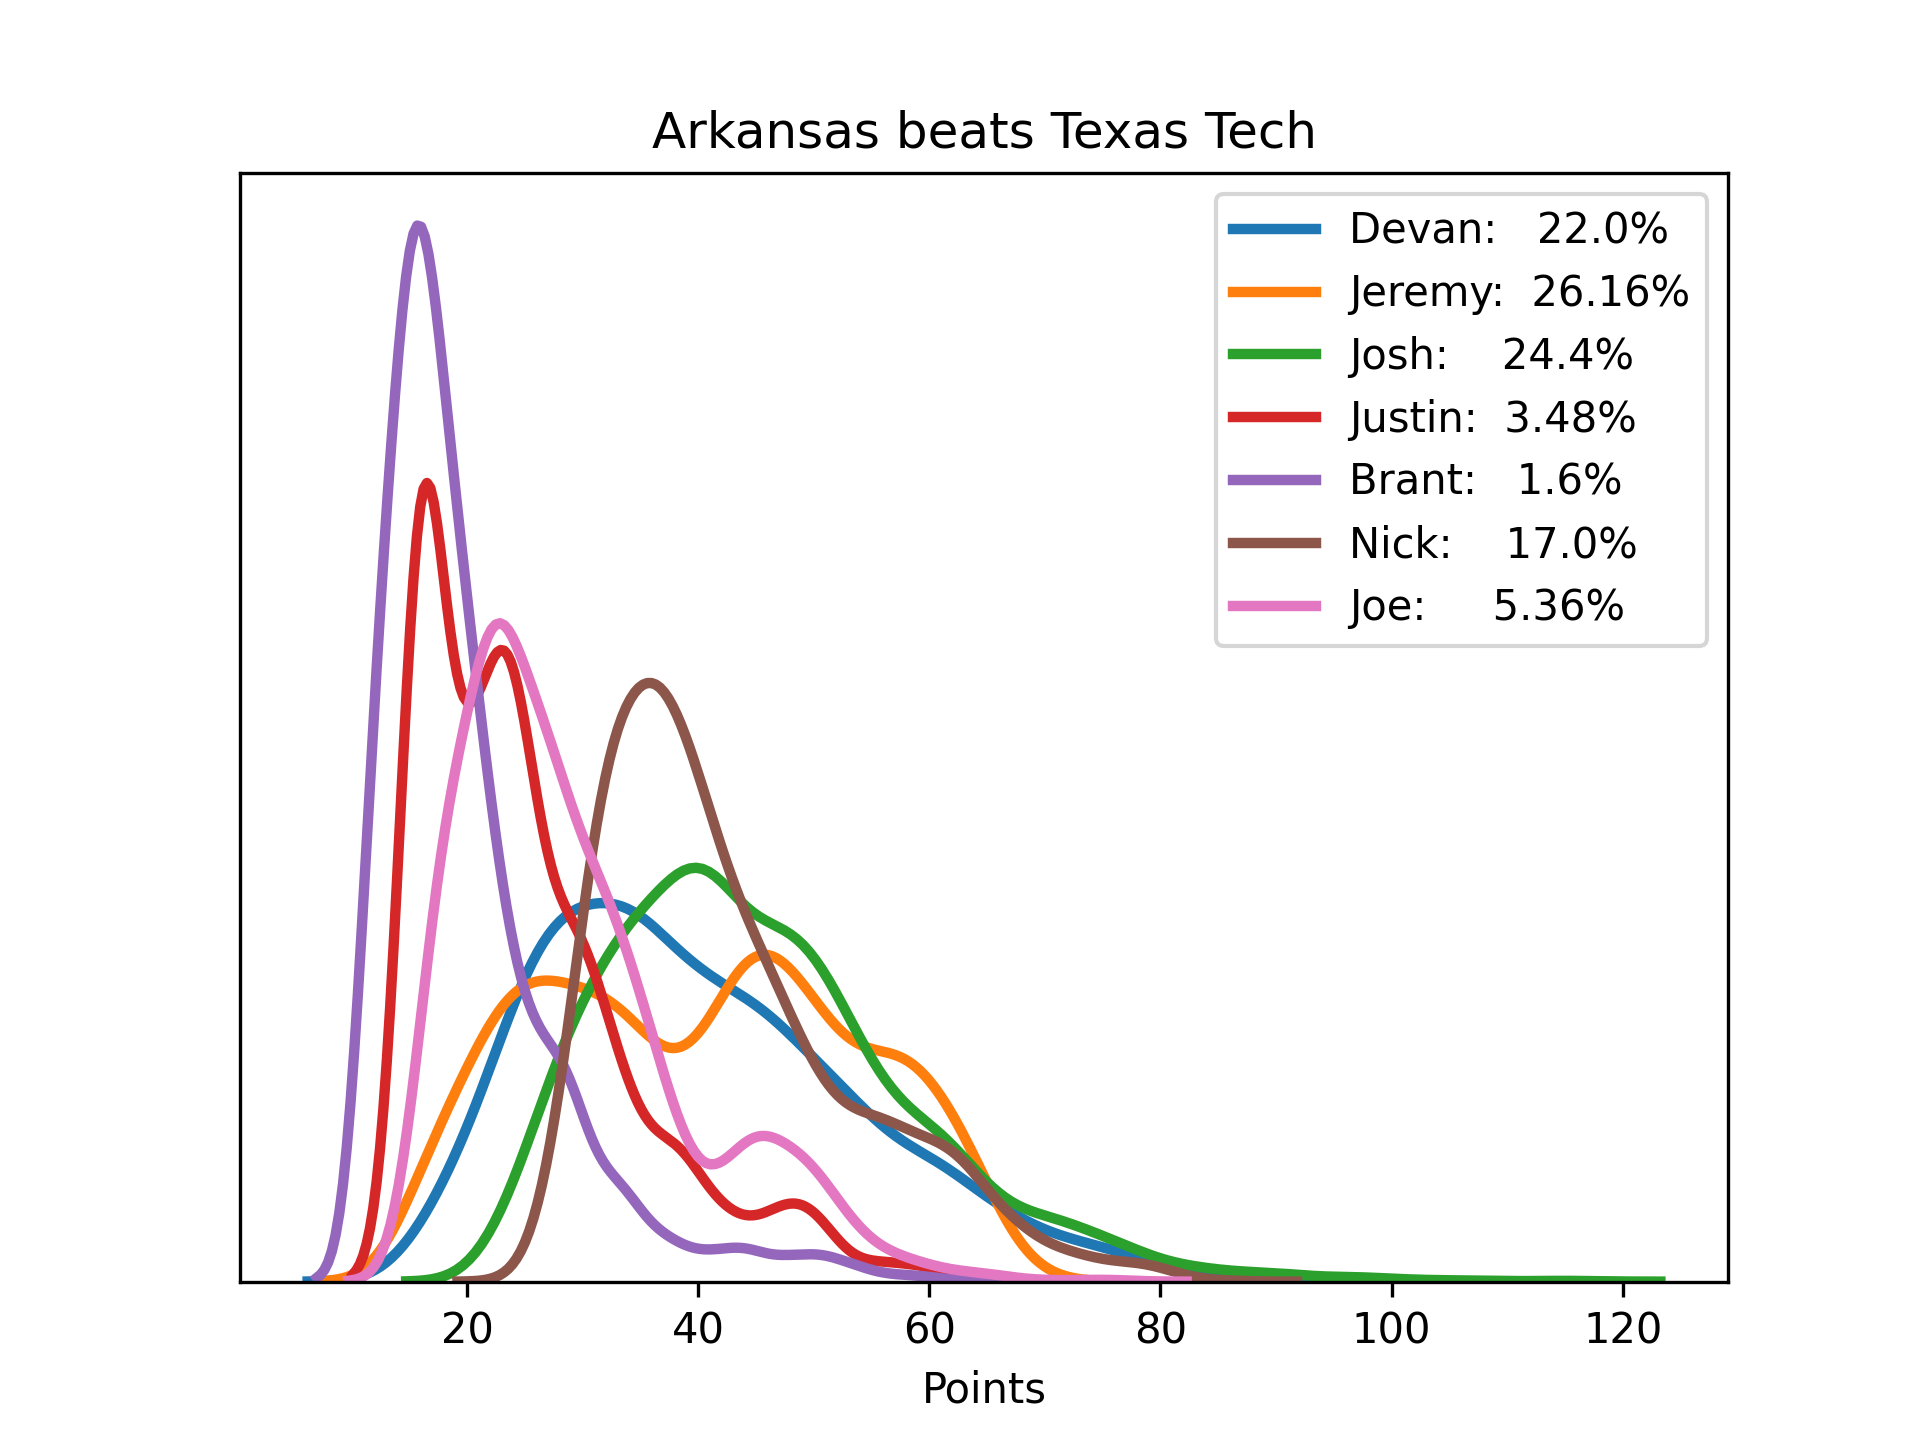 Arkansas beats Texas Tech
Devan: 22.0%
Jeremy: 26.16%
Josh: 24.4%
Justin: 3.48%
Brant: 1.6%
Nick: 17.0%
Joe: 5.36%
20 40 60 80 100 120
Points